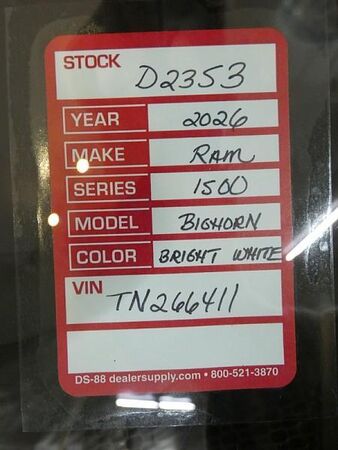 STOCK D2353
YEAR 2026
MAKE RAM
SERIES 1500
MODEL BIGHORN
COLOR BRIGHT WHITE
VIN TN266411
DS-88 dealersupply.com • 800-521-3870